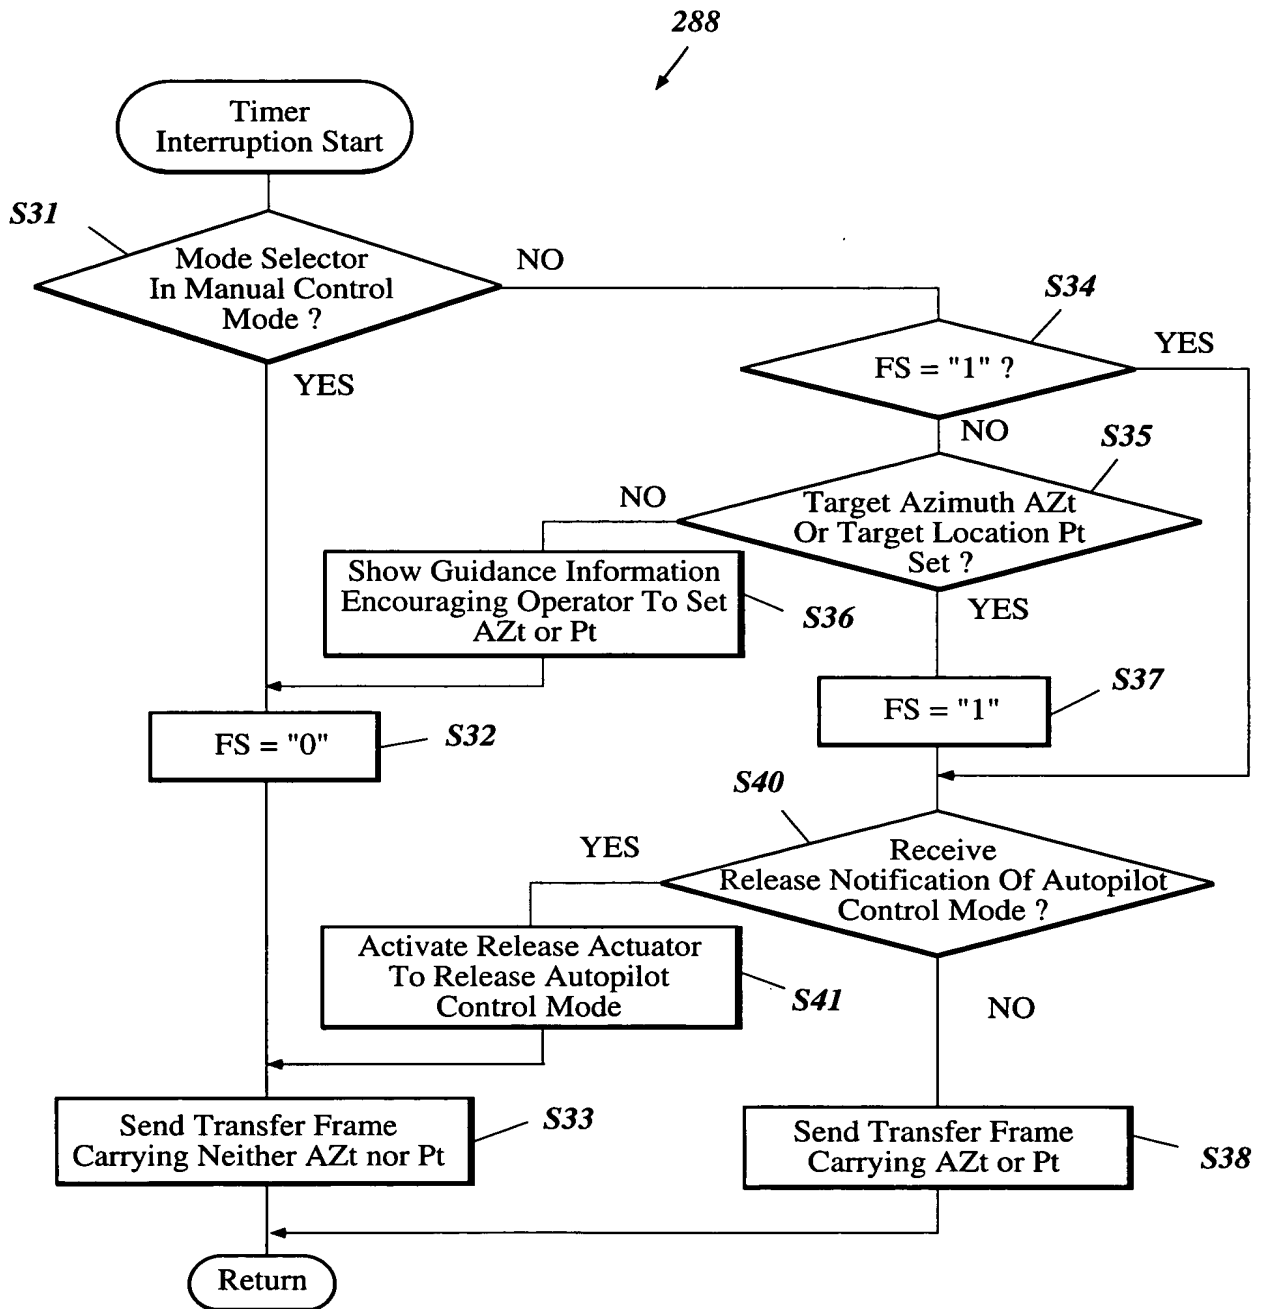 288
Timer
Interruption Start
S31
Mode Selector
In Manual Control
Mode ?
NO
YES
S34
FS = "1" ?
YES
NO
S35
Target Azimuth AZt
Or Target Location Pt
Set ?
NO
YES
Show Guidance Information
Encouraging Operator To Set
AZt or Pt
S36
FS = "1"
S37
FS = "0"
S32
S40
Receive
Release Notification Of Autopilot
Control Mode ?
YES
NO
Activate Release Actuator
To Release Autopilot
Control Mode
S41
Send Transfer Frame
Carrying Neither AZt nor Pt
S33
Send Transfer Frame
Carrying AZt or Pt
S38
Return